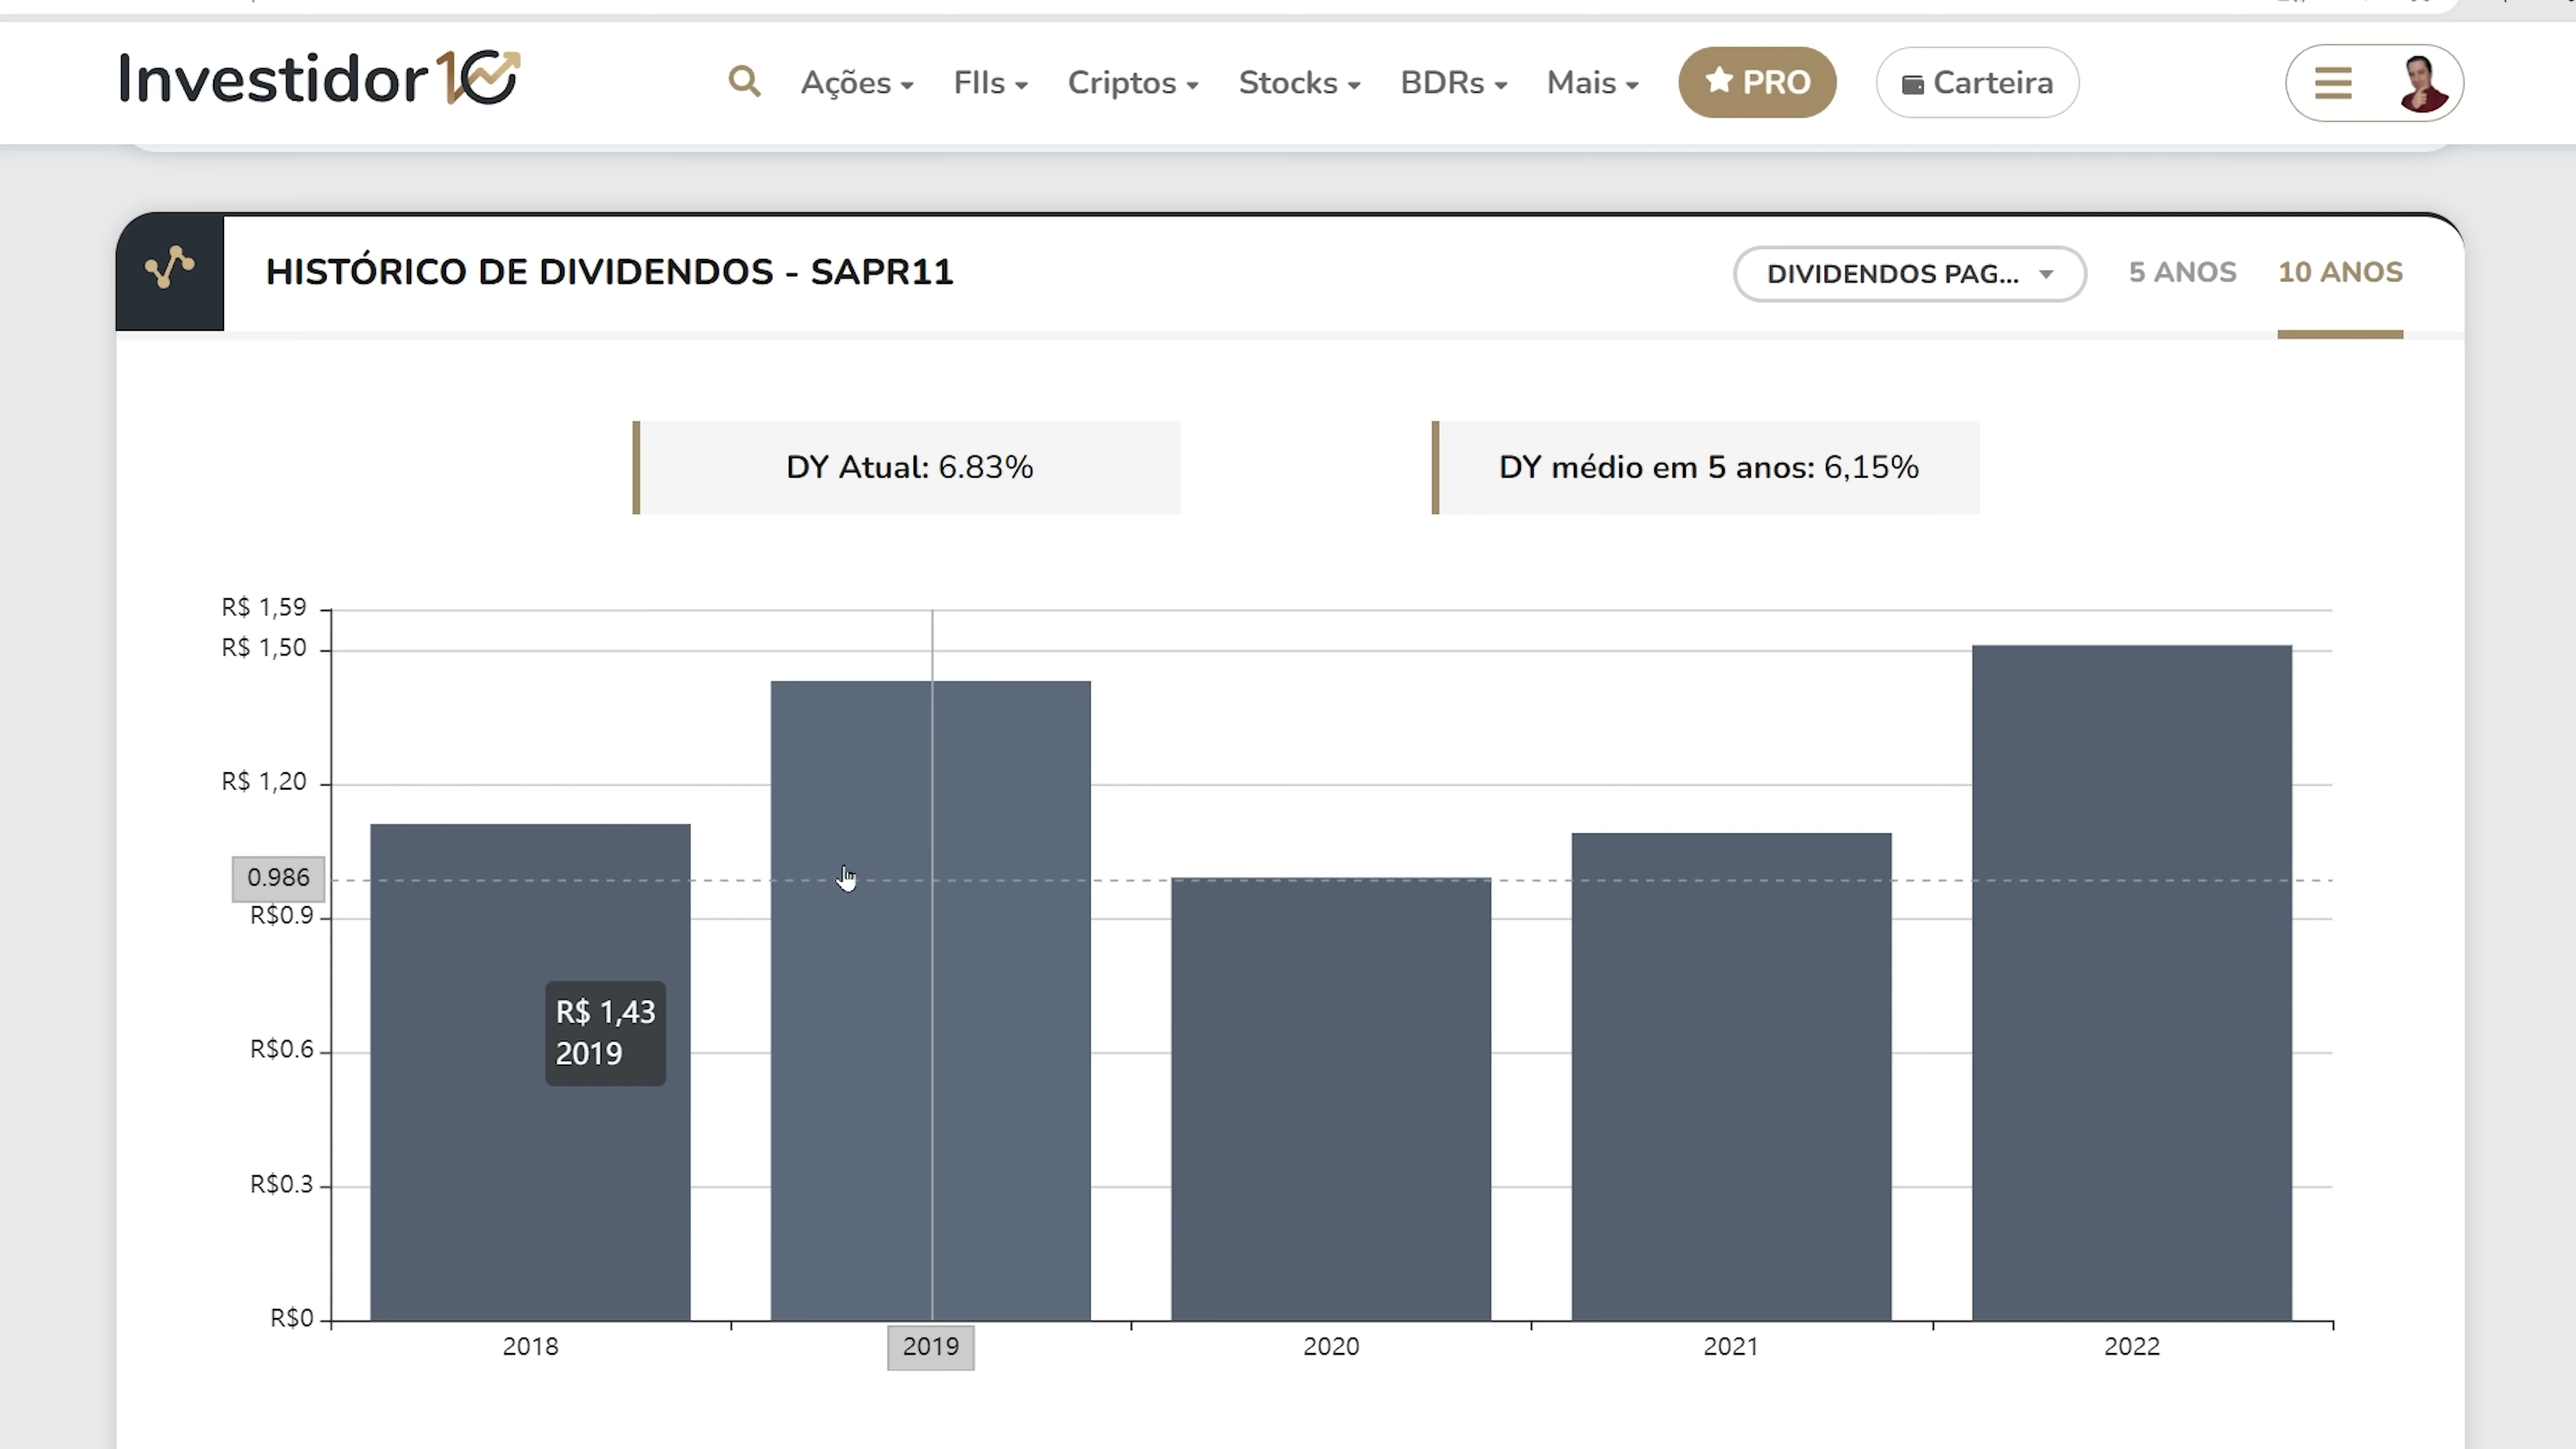 Investidor10
Ações FIIs Criptos Stocks BDRs Mais PRO Carteira
HISTÓRICO DE DIVIDENDOS - SAPR11
DIVIDENDOS PAG... 5 ANOS 10 ANOS
DY Atual: 6.83%
DY médio em 5 anos: 6,15%
R$ 1,59
R$ 1,50
R$ 1,20
0.986
R$0.9
R$0.6
R$0.3
R$0
R$ 1,43
2019
2018 2019 2020 2021 2022